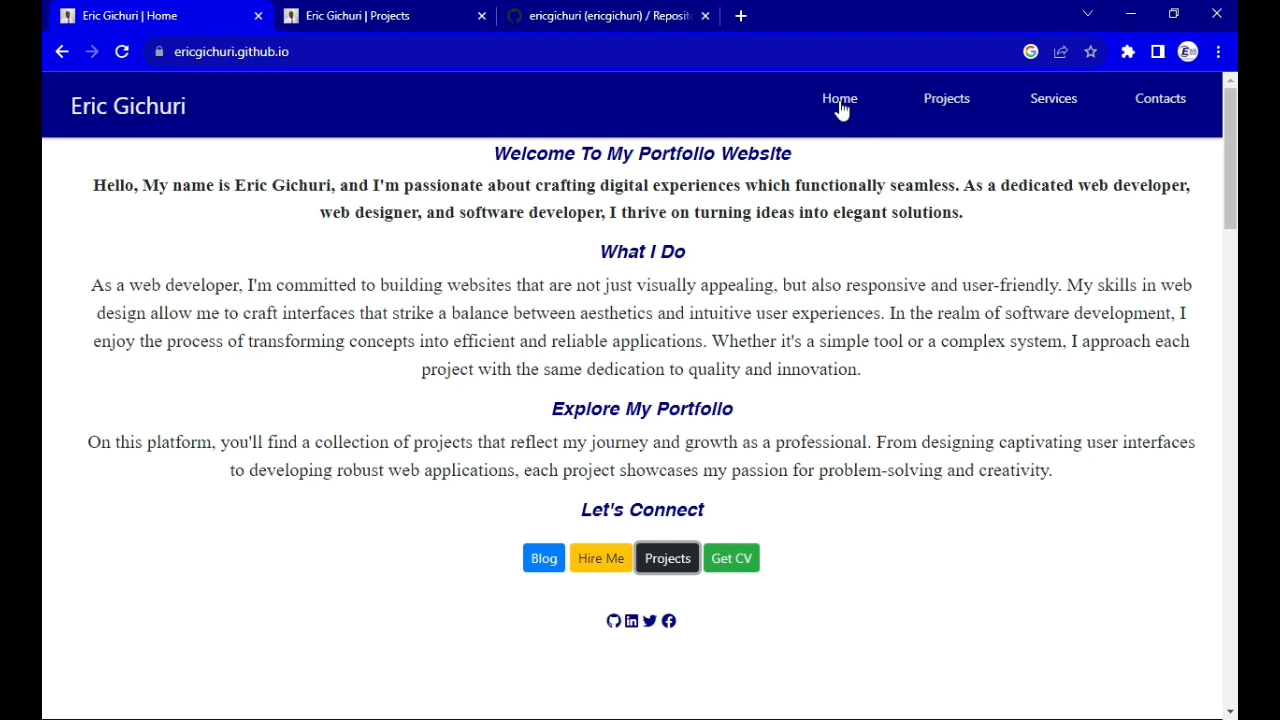 Eric Gichuri | Home
Eric Gichuri | Projects
ericgichuri (ericgichuri) / Reposit
ericgichuri.github.io
Eric Gichuri
Home
Projects
Services
Contacts
Welcome To My Portfolio Website
Hello, My name is Eric Gichuri, and I'm passionate about crafting digital experiences which functionally seamless. As a dedicated web developer,
web designer, and software developer, I thrive on turning ideas into elegant solutions.
What I Do
As a web developer, I'm committed to building websites that are not just visually appealing, but also responsive and user-friendly. My skills in web
design allow me to craft interfaces that strike a balance between aesthetics and intuitive user experiences. In the realm of software development, I
enjoy the process of transforming concepts into efficient and reliable applications. Whether it's a simple tool or a complex system, I approach each
project with the same dedication to quality and innovation.
Explore My Portfolio
On this platform, you'll find a collection of projects that reflect my journey and growth as a professional. From designing captivating user interfaces
to developing robust web applications, each project showcases my passion for problem-solving and creativity.
Let's Connect
Blog
Hire Me
Projects
Get CV